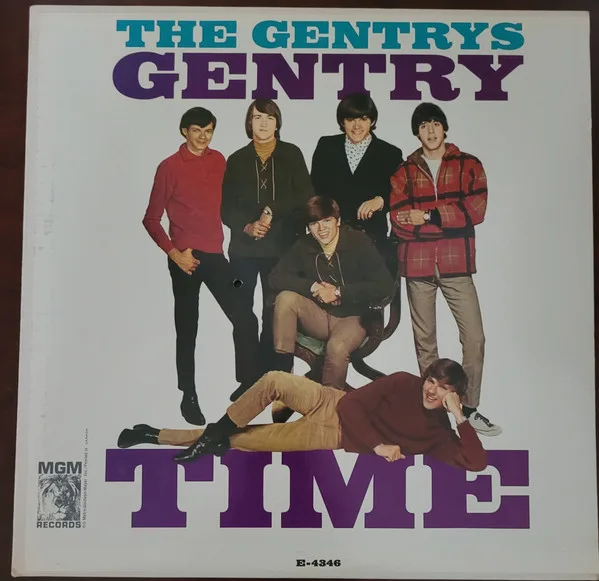 THE GENTRYS
GENTRY
TIME
MGM
RECORDS
E-4346